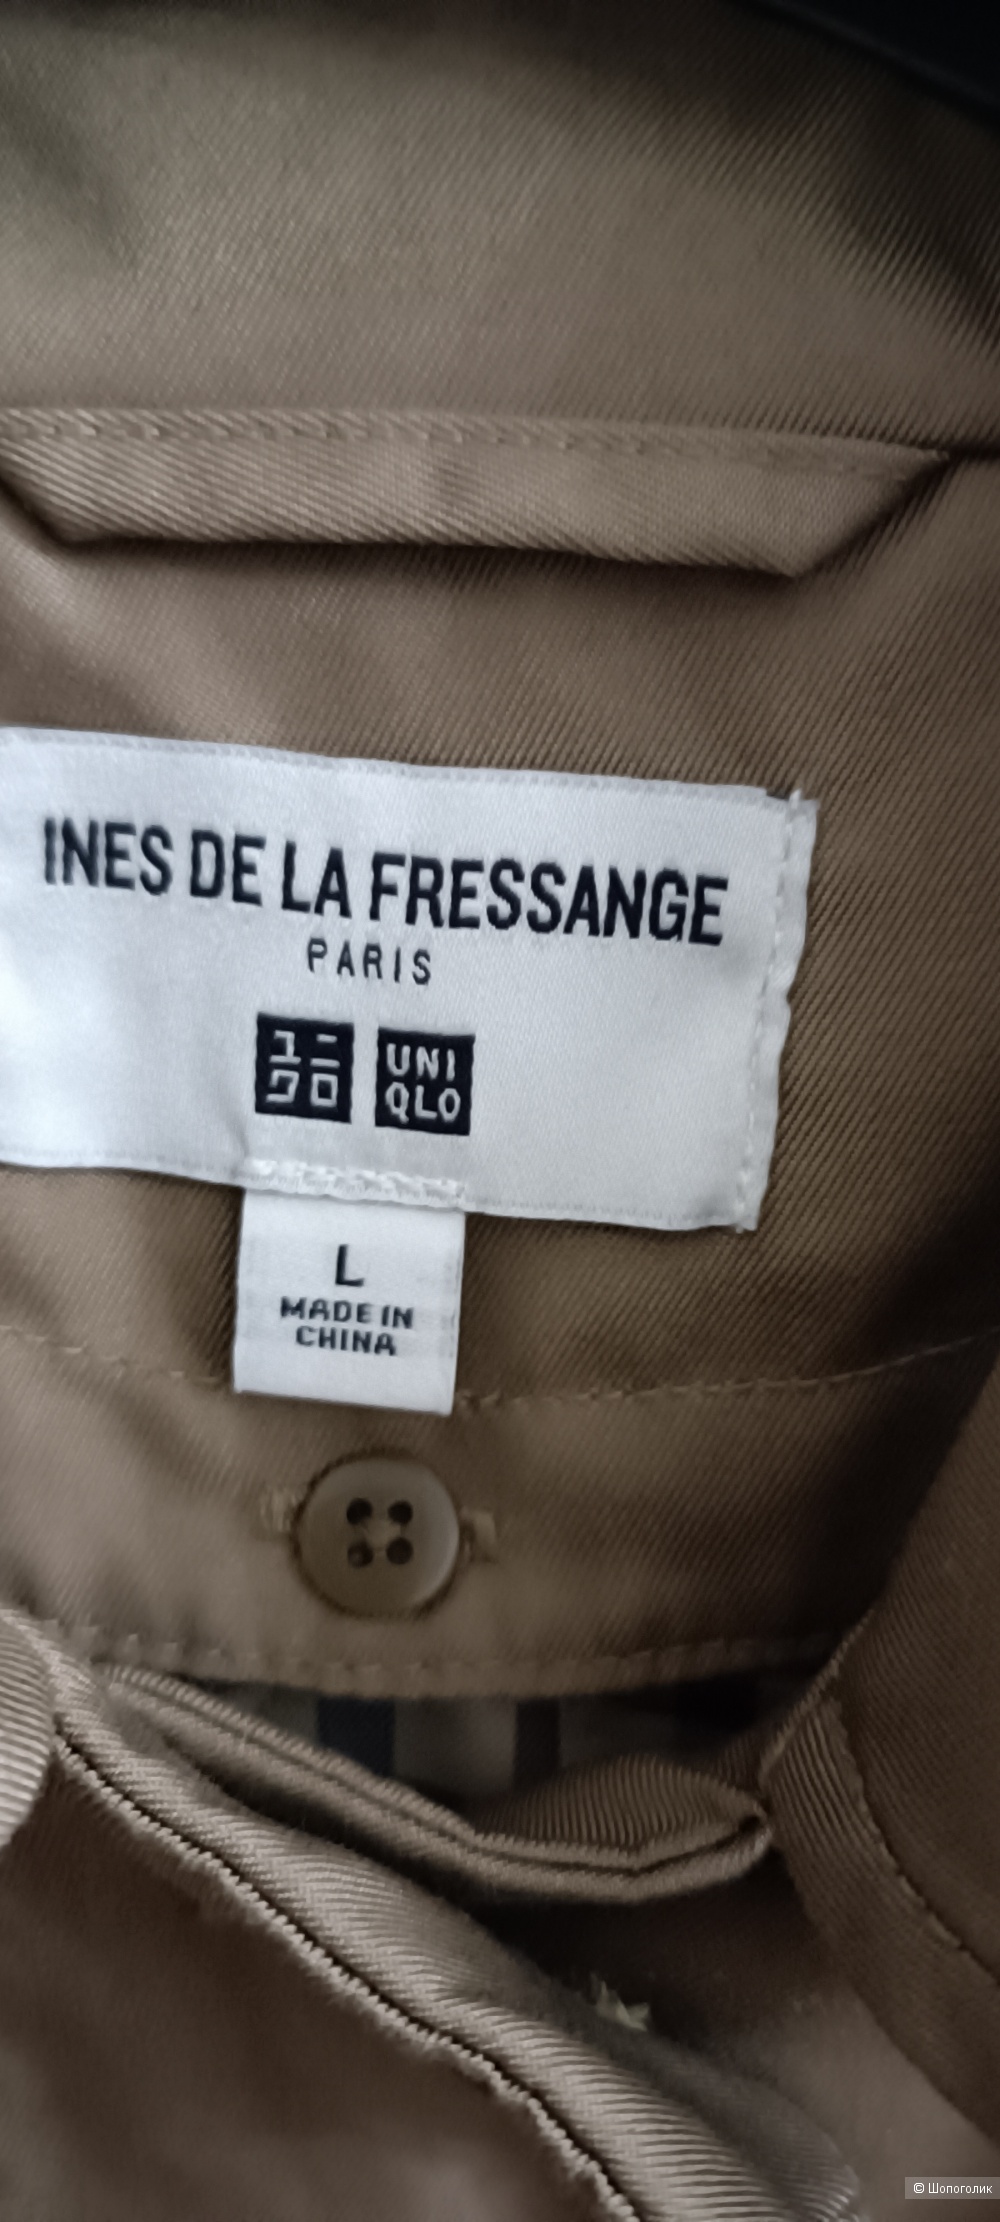 INES DE LA FRESSANGE
PARIS
ユニ UNI
クロ QLO
L
MADE IN
CHINA
© Шопоголик